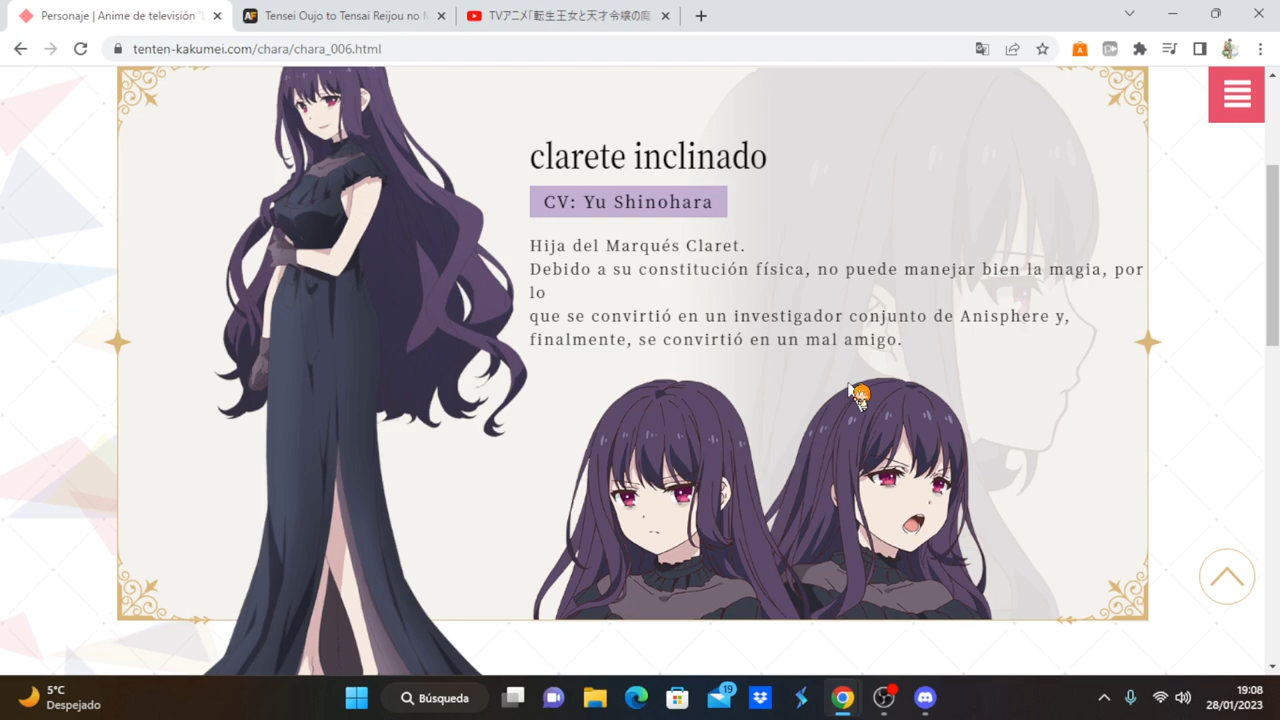 Personaje | Anime de televisión 'L
Tensei Oujo to Tensai Reijou no M
TVアニメ「転生王女と天才令嬢の魔
tenten-kakumei.com/chara/chara_006.html
clarete inclinado
CV: Yu Shinohara
Hija del Marqués Claret.
Debido a su constitución física, no puede manejar bien la magia, por
lo
que se convirtió en un investigador conjunto de Anisphere y,
finalmente, se convirtió en un mal amigo.
5°C
Despejado
Búsqueda
19
19:08
28/01/2023